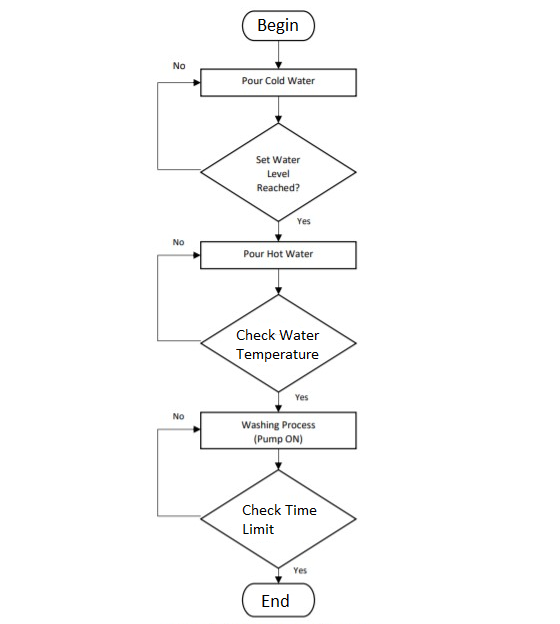 Begin
No
Pour Cold Water
Set Water
Level
Reached?
Yes
No
Pour Hot Water
Check Water
Temperature
Yes
No
Washing Process
(Pump ON)
Check Time
Limit
Yes
End